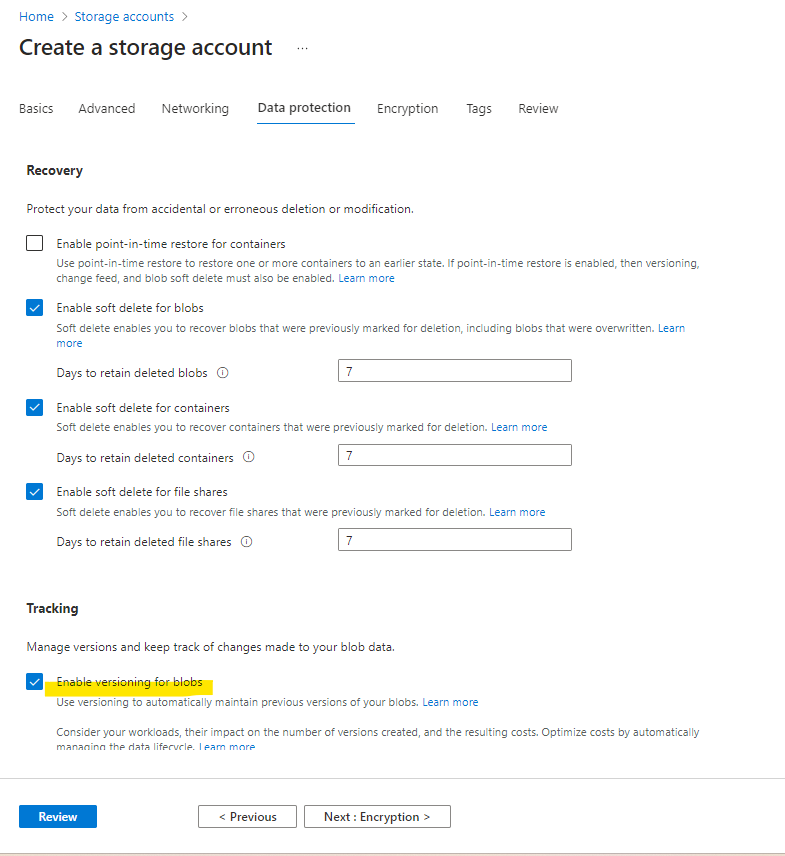 Home > Storage accounts >
Create a storage account ...
Basics Advanced Networking Data protection Encryption Tags Review
Recovery
Protect your data from accidental or erroneous deletion or modification.
Enable point-in-time restore for containers
Use point-in-time restore to restore one or more containers to an earlier state. If point-in-time restore is enabled, then versioning,
change feed, and blob soft delete must also be enabled. Learn more
Enable soft delete for blobs
Soft delete enables you to recover blobs that were previously marked for deletion, including blobs that were overwritten. Learn
more
Days to retain deleted blobs 7
Enable soft delete for containers
Soft delete enables you to recover containers that were previously marked for deletion. Learn more
Days to retain deleted containers 7
Enable soft delete for file shares
Soft delete enables you to recover file shares that were previously marked for deletion. Learn more
Days to retain deleted file shares 7
Tracking
Manage versions and keep track of changes made to your blob data.
Enable versioning for blobs
Use versioning to automatically maintain previous versions of your blobs. Learn more
Consider your workloads, their impact on the number of versions created, and the resulting costs. Optimize costs by automatically
managing the data lifecycle. Learn more
Review < Previous Next : Encryption >